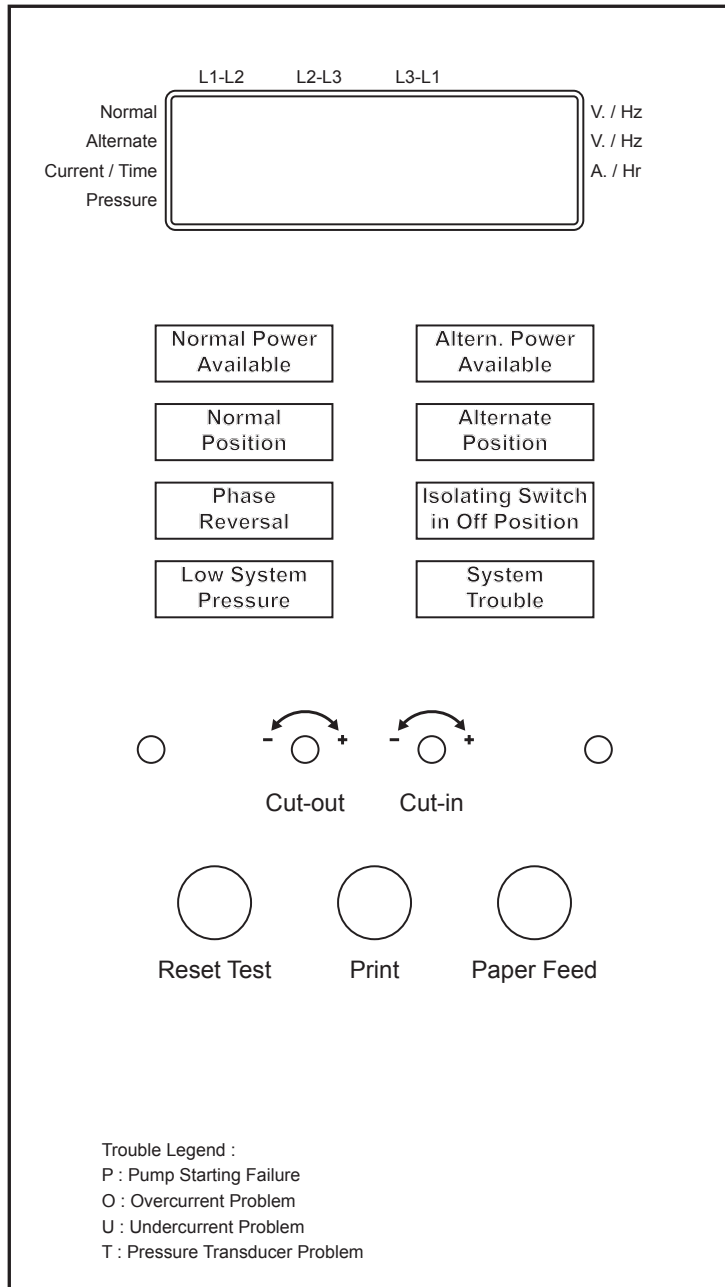 L1-L2 L2-L3 L3-L1
Normal V. / Hz
Alternate V. / Hz
Current / Time A. / Hr
Pressure
Normal Power
Available
Altern. Power
Available
Normal
Position
Alternate
Position
Phase
Reversal
Isolating Switch
in Off Position
Low System
Pressure
System
Trouble
- + - +
Cut-out Cut-in
Reset Test Print Paper Feed
Trouble Legend :
P : Pump Starting Failure
O : Overcurrent Problem
U : Undercurrent Problem
T : Pressure Transducer Problem